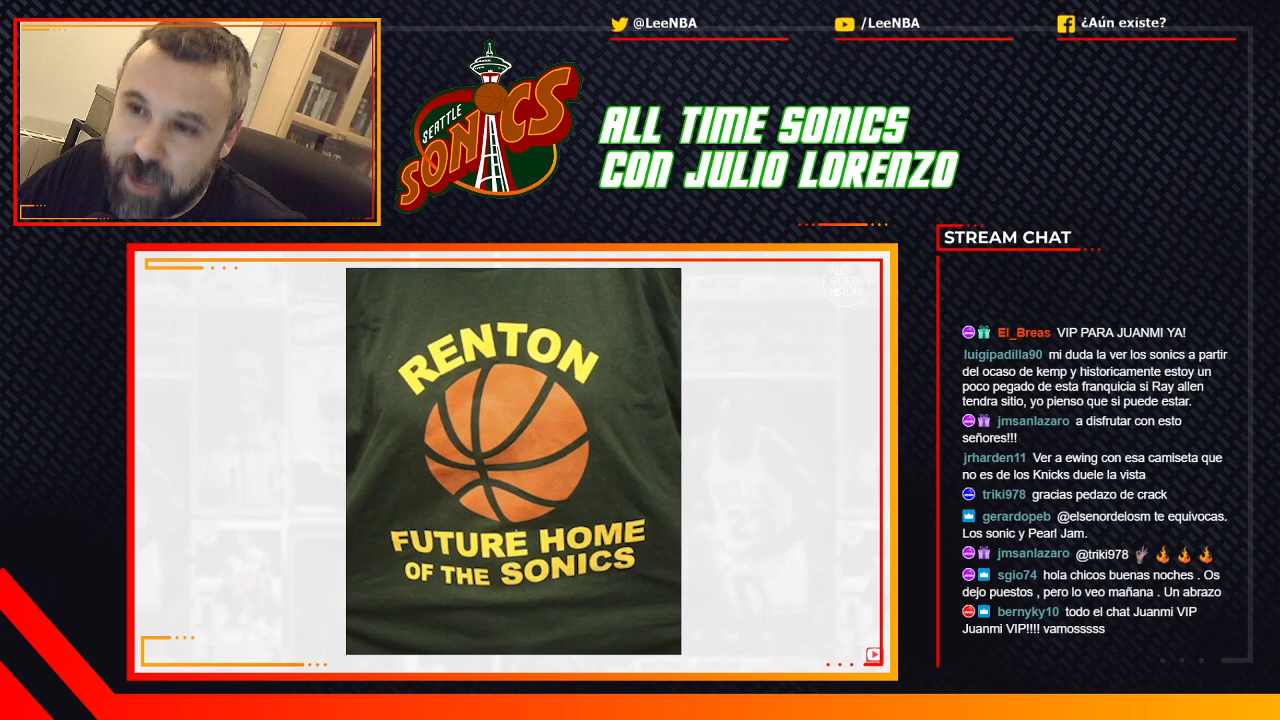 @LeeNBA
/LeeNBA
¿Aún existe?
SEATTLE
SONICS
ALL TIME SONICS
CON JULIO LORENZO
STREAM CHAT
ALL
SPORTS
HISTORY
RENTON
FUTURE HOME
OF THE SONICS
El_Breas VIP PARA JUANMI YA!
luigipadilla90 mi duda la ver los sonics a partir
del ocaso de kemp y historicamente estoy un
poco pegado de esta franquicia si Ray allen
tendra sitio, yo pienso que si puede estar.
jmsanlazaro a disfrutar con esto
señores!!!
jrharden11 Ver a ewing con esa camiseta que
no es de los Knicks duele la vista
triki978 gracias pedazo de crack
gerardopeb @elsenordelosm te equivocas.
Los sonic y Pearl Jam.
jmsanlazaro @triki978
sgio74 hola chicos buenas noches . Os
dejo puestos , pero lo veo mañana . Un abrazo
bernyky10 todo el chat Juanmi VIP
Juanmi VIP!!!! vamosssss